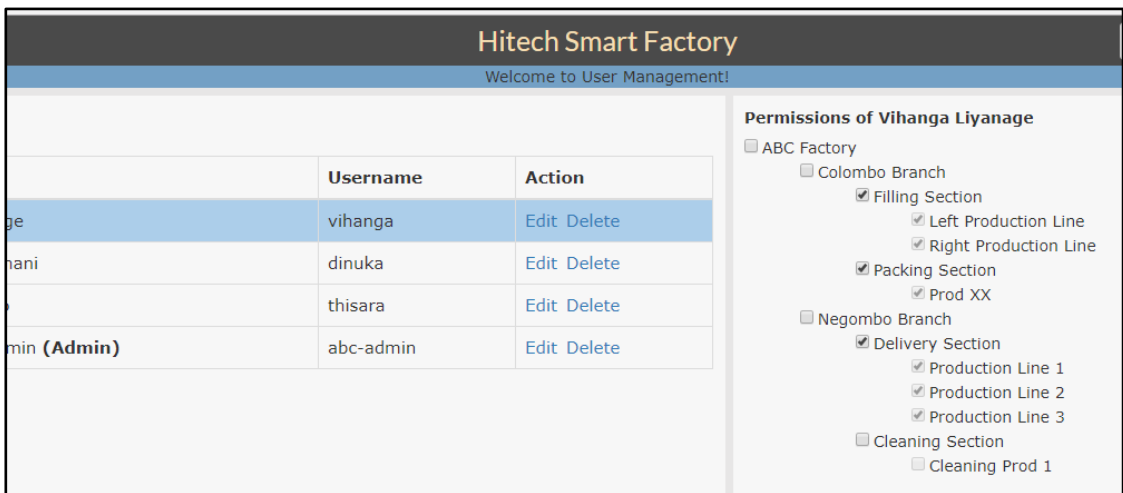 Hitech Smart Factory
Welcome to User Management!
Username Action
ge vihanga Edit Delete
nani dinuka Edit Delete
thisara Edit Delete
min (Admin) abc-admin Edit Delete
Permissions of Vihanga Liyanage
ABC Factory
Colombo Branch
Filling Section
Left Production Line
Right Production Line
Packing Section
Prod XX
Negombo Branch
Delivery Section
Production Line 1
Production Line 2
Production Line 3
Cleaning Section
Cleaning Prod 1